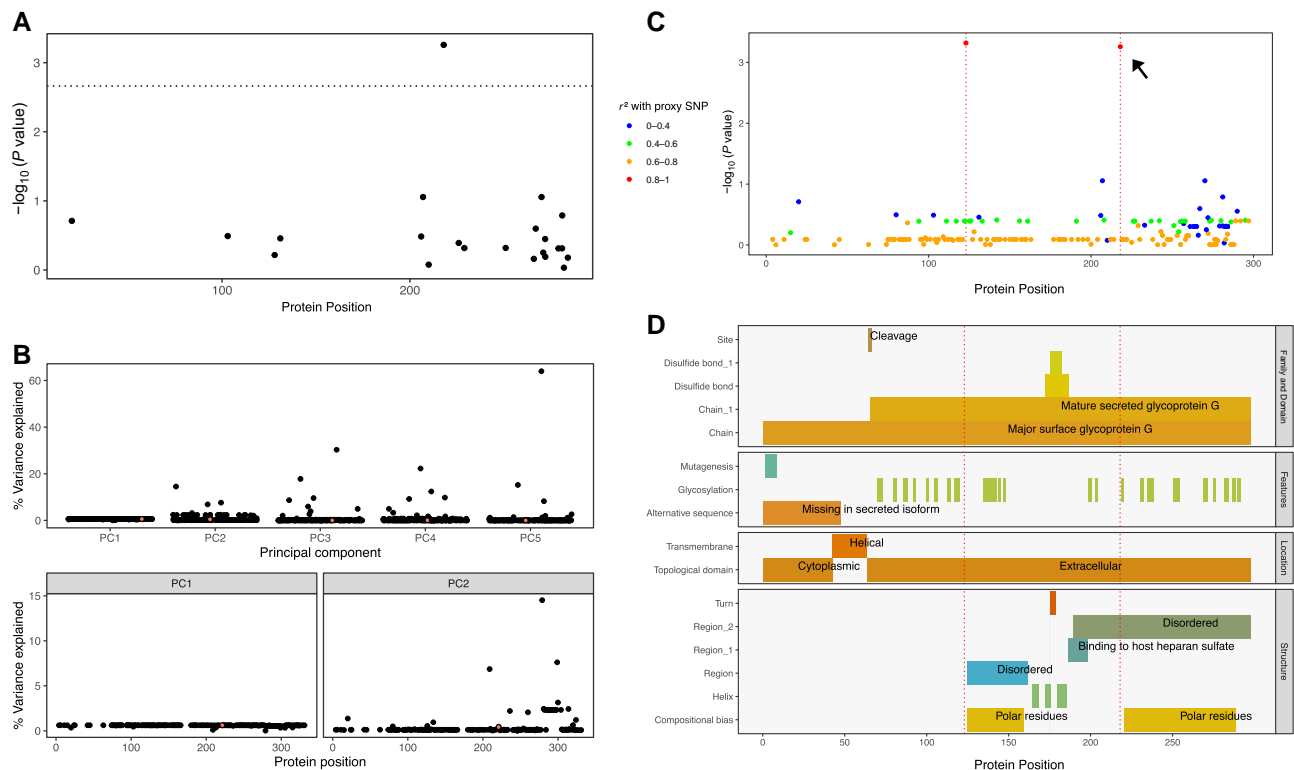 A
3
2
1
0
−log10 (P value)
100
200
Protein Position
B
60
40
20
0
% Variance explained
PC1
PC2
PC3
PC4
PC5
Principal component
PC1
PC2
15
10
5
0
% Variance explained
0
100
200
300
0
100
200
300
Protein position
C
r² with proxy SNP
0–0.4
0.4–0.6
0.6–0.8
0.8–1
3
2
1
0
−log10 (P value)
0
100
200
300
Protein Position
D
Site
Cleavage
Disulfide bond_1
Disulfide bond
Chain_1
Mature secreted glycoprotein G
Chain
Major surface glycoprotein G
Family and Domain
Mutagenesis
Glycosylation
Alternative sequence
Missing in secreted isoform
Features
Transmembrane
Helical
Topological domain
Cytoplasmic
Extracellular
Location
Turn
Region_2
Disordered
Region_1
Binding to host heparan sulfate
Region
Disordered
Helix
Compositional bias
Polar residues
Polar residues
Structure
0
50
100
150
200
250
Protein Position